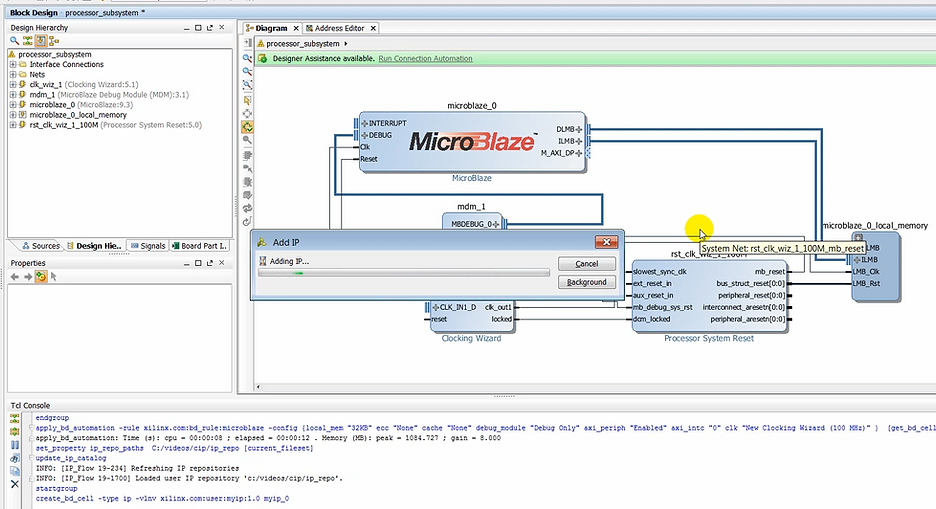 Block Design - processor_subsystem *
Design Hierarchy
processor_subsystem
Interface Connections
Nets
clk_wiz_1 (Clocking Wizard:5.1)
mdm_1 (MicroBlaze Debug Module (MDM):3.1)
microblaze_0 (MicroBlaze:9.3)
microblaze_0_local_memory
rst_clk_wiz_1_100M (Processor System Reset:5.0)
Sources
Design Hie..
Signals
Board Part I..
Properties
Diagram
Address Editor
processor_subsystem
Designer Assistance available. Run Connection Automation
microblaze_0
INTERRUPT
DEBUG
Clk
Reset
MicroBlaze™
DLMB
ILMB
M_AXI_DP
MicroBlaze
mdm_1
MBDEBUG_0
Add IP
Adding IP...
Cancel
Background
CLK_IN1_D
reset
clk_out1
locked
Clocking Wizard
System Net: rst_clk_wiz_1_100M_mb_reset
rst_clk_wiz_1_100M
slowest_sync_clk
ext_reset_in
aux_reset_in
mb_debug_sys_rst
dcm_locked
mb_reset
bus_struct_reset[0:0]
peripheral_reset[0:0]
interconnect_aresetn[0:0]
peripheral_aresetn[0:0]
Processor System Reset
microblaze_0_local_memory
LMB
ILMB
LMB_Clk
LMB_Rst
Tcl Console
endgroup
apply_bd_automation -rule xilinx.com:bd_rule:microblaze -config {local_mem "32KB" ecc "None" cache "None" debug_module "Debug Only" axi_periph "Enabled" axi_intc "0" clk "New Clocking Wizard (100 MHz)" } [get_bd_cell
apply_bd_automation: Time (s): cpu = 00:00:08 ; elapsed = 00:00:12 . Memory (MB): peak = 1084.727 ; gain = 8.000
set_property ip_repo_paths C:/videos/cip/ip_repo [current_fileset]
update_ip_catalog
INFO: [IP_Flow 19-234] Refreshing IP repositories
INFO: [IP_Flow 19-1700] Loaded user IP repository 'c:/videos/cip/ip_repo'.
startgroup
create_bd_cell -type ip -vlnv xilinx.com:user:myip:1.0 myip_0